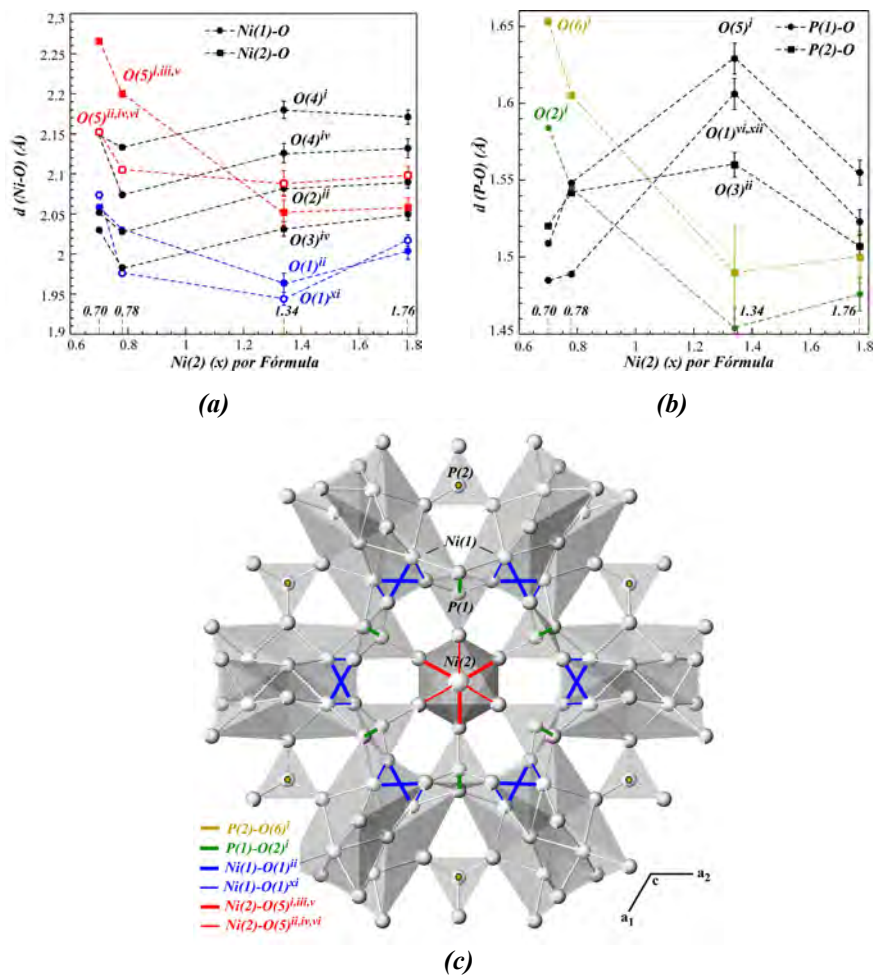 2.3
2.25
2.2
2.15
2.1
2.05
2
1.95
1.9
d (Ni-O) (Å)
Ni(1)-O
Ni(2)-O
O(5)i,iii,v
O(5)ii,iv,vi
O(4)i
O(4)iv
O(2)ii
O(3)iv
O(1)ii
O(1)xi
0.70 0.78 1.34 1.76
0.6 0.8 1 1.2 1.4 1.6 1.8
Ni(2) (x) por Fórmula
(a)
1.65
1.6
1.55
1.5
1.45
d (P-O) (Å)
O(6)i
O(5)i
P(1)-O
P(2)-O
O(2)i
O(1)vi,xii
O(3)ii
0.70 0.78 1.34 1.76
0.6 0.8 1 1.2 1.4 1.6 1.8
Ni(2) (x) por Fórmula
(b)
P(2)
Ni(1)
P(1)
Ni(2)
P(2)-O(6)i
P(1)-O(2)i
Ni(1)-O(1)ii
Ni(1)-O(1)xi
Ni(2)-O(5)i,iii,v
Ni(2)-O(5)ii,iv,vi
c a2
a1
(c)